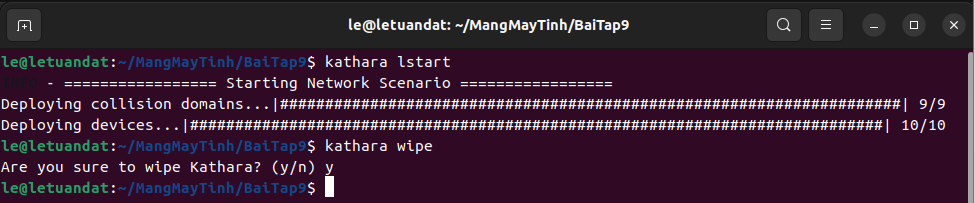 le@letuandat: ~/MangMayTinh/BaiTap9
le@letuandat:~/MangMayTinh/BaiTap9$ kathara lstart
INFO - ================= Starting Network Scenario =================
Deploying collision domains...|#####################################################################| 9/9
Deploying devices...|#############################################################################| 10/10
le@letuandat:~/MangMayTinh/BaiTap9$ kathara wipe
Are you sure to wipe Kathara? (y/n) y
le@letuandat:~/MangMayTinh/BaiTap9$